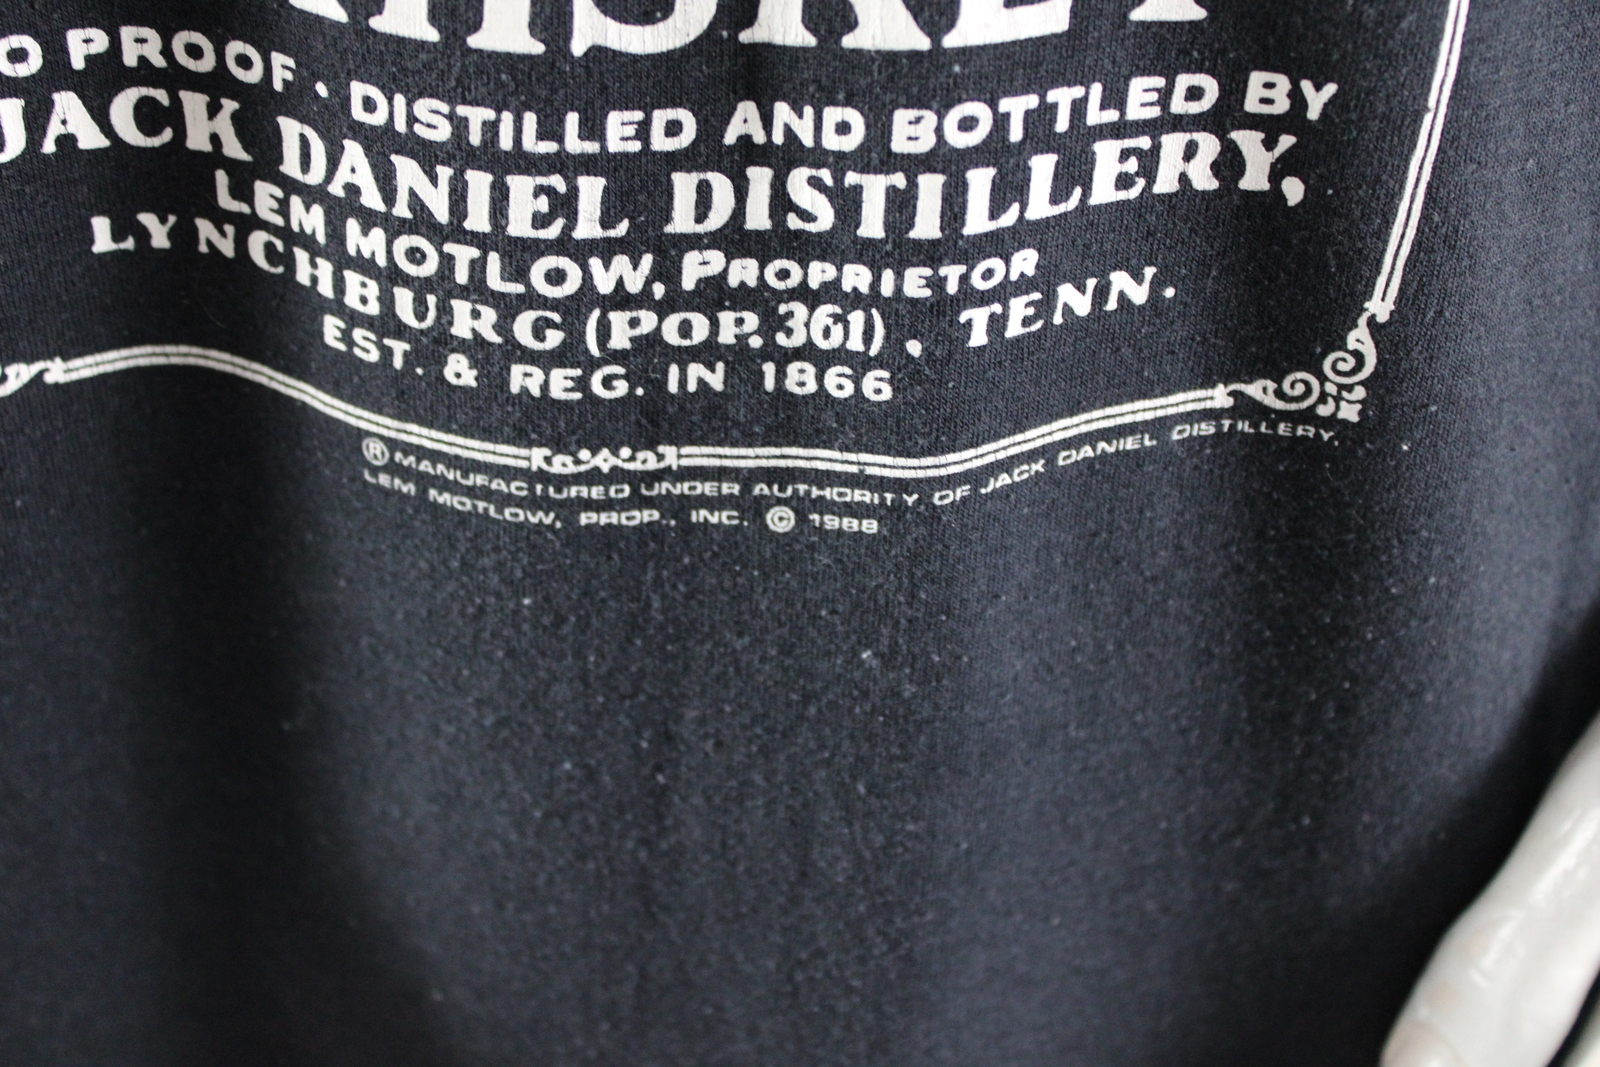 PROOF · DISTILLED AND BOTTLED BY
JACK DANIEL DISTILLERY,
LEM MOTLOW, PROPRIETOR
LYNCHBURG (POP. 361), TENN.
EST. & REG. IN 1866
® MANUFACTURED UNDER AUTHORITY OF JACK DANIEL DISTILLERY,
LEM MOTLOW, PROP., INC. © 1988